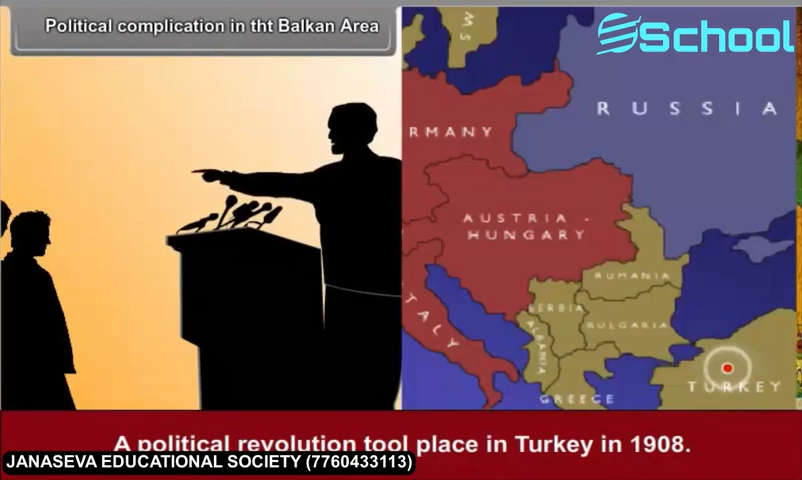 Political complication in tht Balkan Area
School
RUSSIA
RMANY
AUSTRIA -
HUNGARY
RUMANIA
SERBIA
BULGARIA
ALBANIA
TALY
TURKEY
GREECE
A political revolution tool place in Turkey in 1908.
JANASEVA EDUCATIONAL SOCIETY (7760433113)